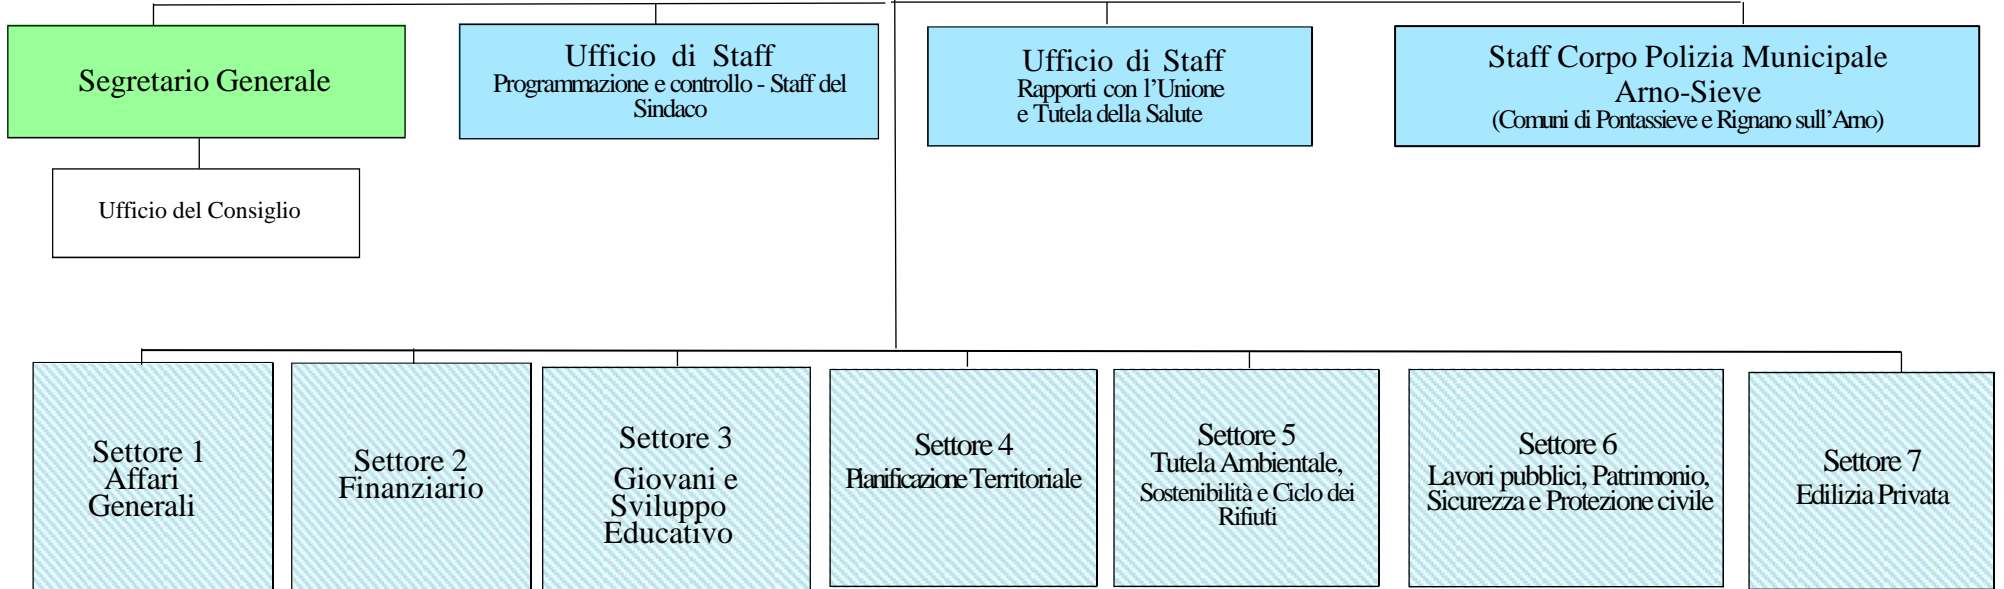 Segretario Generale
Ufficio di Staff
Programmazione e controllo - Staff del
Sindaco
Ufficio di Staff
Rapporti con l’Unione
e Tutela della Salute
Staff Corpo Polizia Municipale
Arno-Sieve
(Comuni di Pontassieve e Rignano sull’Arno)
Ufficio del Consiglio
Settore 1
Affari
Generali
Settore 2
Finanziario
Settore 3
Giovani e
Sviluppo
Educativo
Settore 4
Pianificazione Territoriale
Settore 5
Tutela Ambientale,
Sostenibilità e Ciclo dei
Rifiuti
Settore 6
Lavori pubblici, Patrimonio,
Sicurezza e Protezione civile
Settore 7
Edilizia Privata